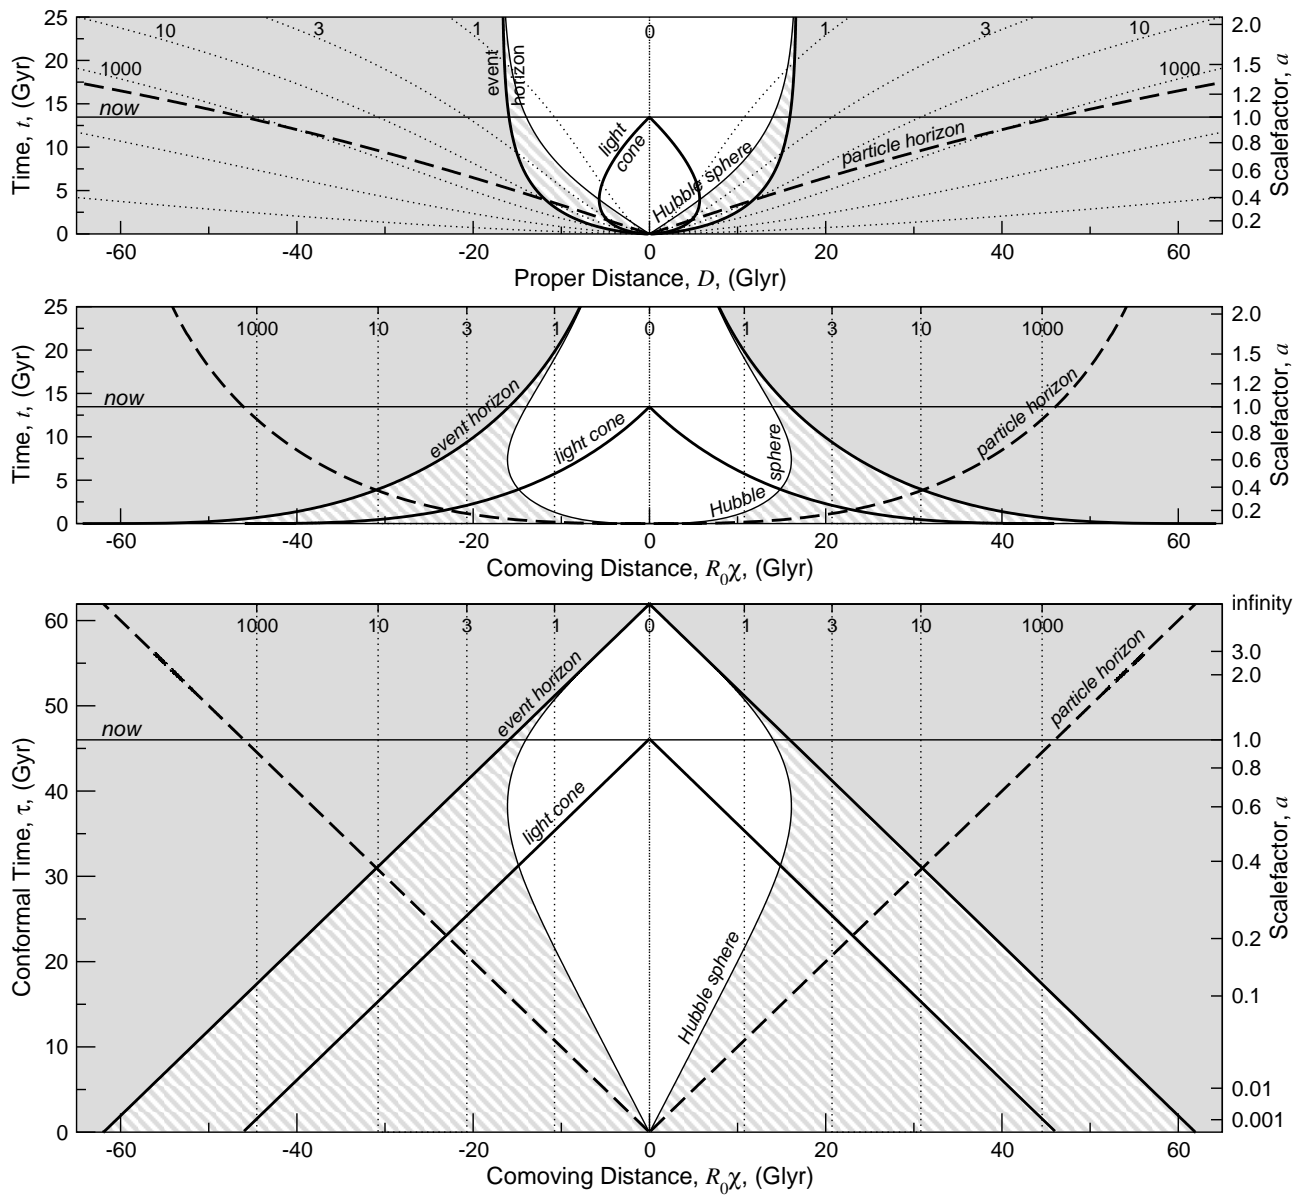 25 10 3 1 0 1 3 10 2.0
20 event horizon 1.5
1000 1000
15 1.2
now 1.0
10 light cone particle horizon 0.8
Time, t, (Gyr) 0.6 Scalefactor, a
5 Hubble sphere 0.4
0.2
0
-60 -40 -20 0 20 40 60
Proper Distance, D, (Glyr)
25 2.0
1000 10 3 1 0 1 3 10 1000
20
1.5
15 1.2
now 1.0
event horizon light cone sphere particle horizon
10 0.8
Time, t, (Gyr) 0.6 Scalefactor, a
5 Hubble 0.4
0.2
0
-60 -40 -20 0 20 40 60
Comoving Distance, R0χ, (Glyr)
infinity
60 1000 10 3 1 0 1 3 10 1000
event horizon particle horizon 3.0
2.0
50
now 1.0
0.8
40 light cone 0.6
0.4
30
Conformal Time, τ, (Gyr) Scalefactor, a
0.2
20 Hubble sphere
0.1
10
0.01
0.001
0
-60 -40 -20 0 20 40 60
Comoving Distance, R0χ, (Glyr)